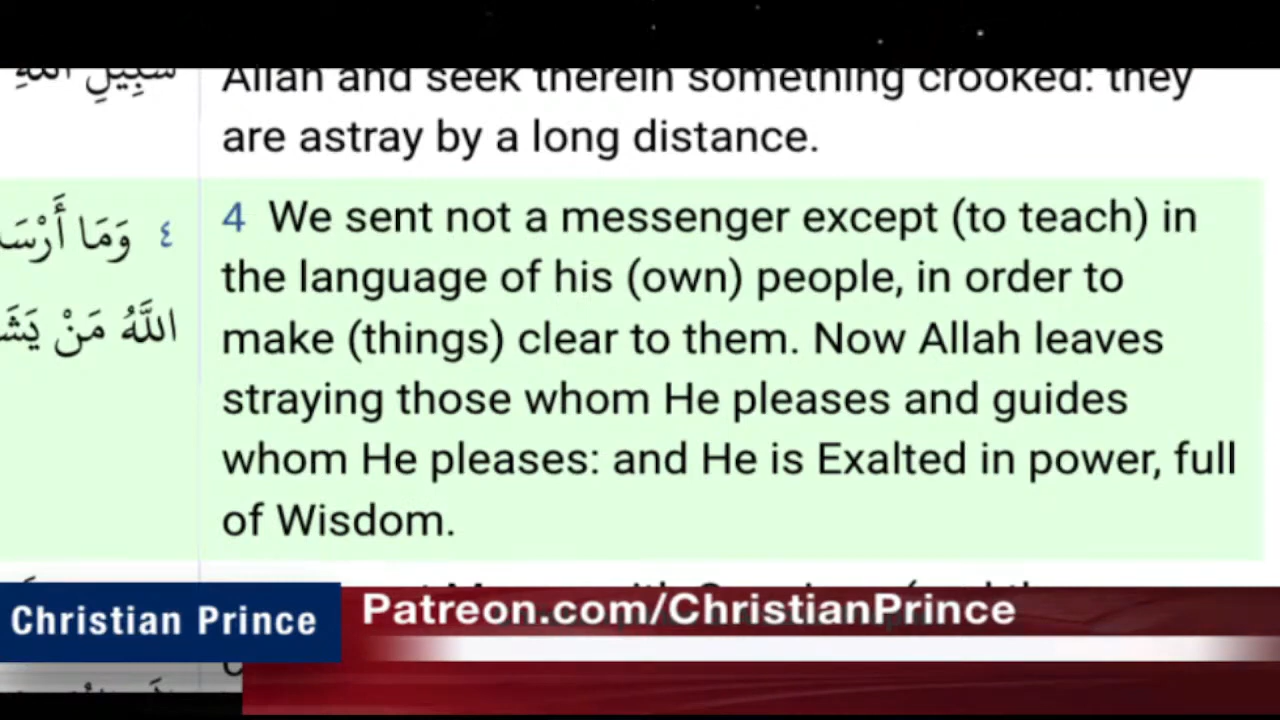 سَبِيلِ اللَّهِ
Allah and seek therein something crooked: they
are astray by a long distance.
٤ وَمَا
4 We sent not a messenger except (to teach) in
the language of his (own) people, in order to
make (things) clear to them. Now Allah leaves
اللَّهُ مَنْ
straying those whom He pleases and guides
whom He pleases: and He is Exalted in power, full
of Wisdom.
Christian Prince
Patreon.com/ChristianPrince